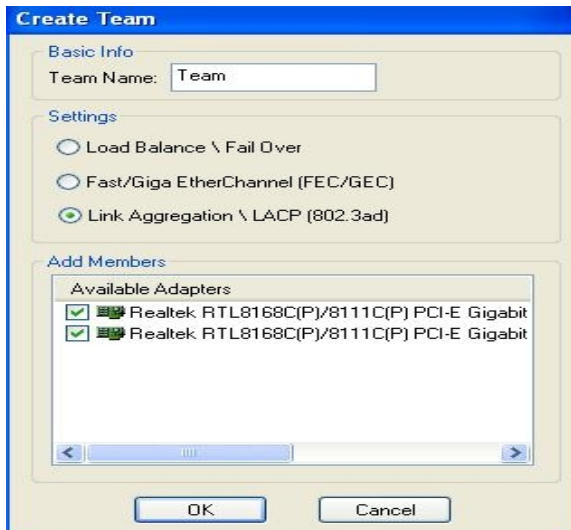 Create Team
Basic Info
Team Name: Team
Settings
Load Balance \ Fail Over
Fast/Giga EtherChannel (FEC/GEC)
Link Aggregation \ LACP (802.3ad)
Add Members
Available Adapters
Realtek RTL8168C(P)/8111C(P) PCI-E Gigabit
Realtek RTL8168C(P)/8111C(P) PCI-E Gigabit
OK Cancel